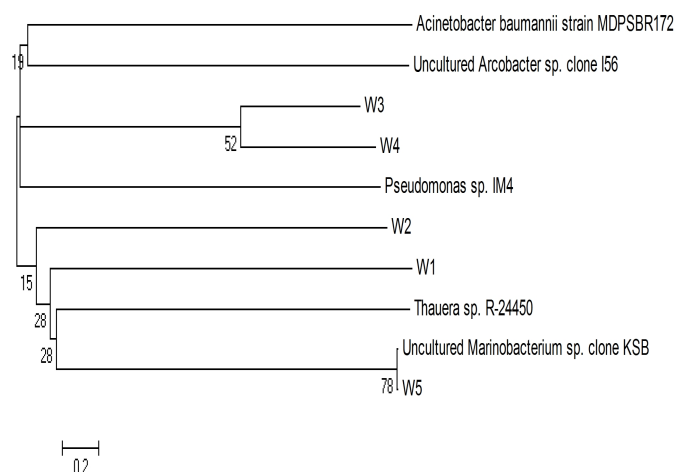 Acinetobacter baumannii strain MDPSBR172
19
Uncultured Arcobacter sp. clone I56
W3
52
W4
Pseudomonas sp. IM4
W2
15
W1
28
Thauera sp. R-24450
28
Uncultured Marinobacterium sp. clone KSB
78
W5
0.2